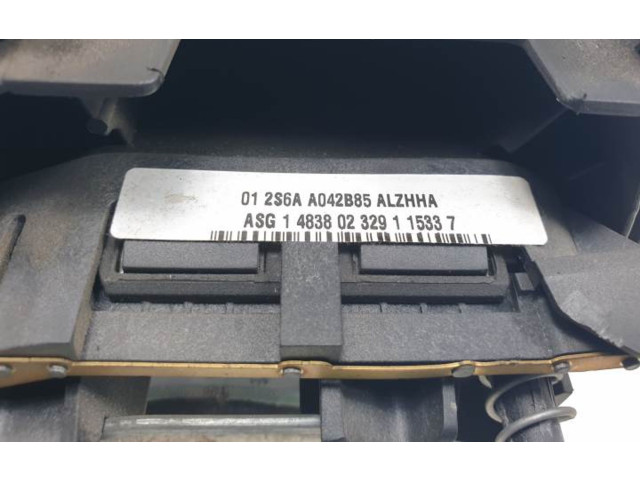 01 2S6A A042B85 ALZHHA
ASG 1 4838 02 329 1 1533 7